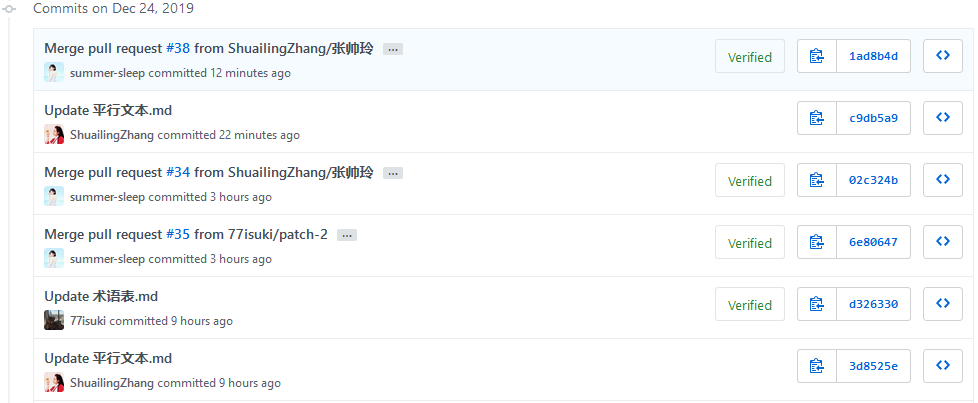 Commits on Dec 24, 2019
Merge pull request #38 from ShuailingZhang/张帅玲 ...
Verified 1ad8b4d <>
summer-sleep committed 12 minutes ago
Update 平行文本.md
c9db5a9 <>
ShuailingZhang committed 22 minutes ago
Merge pull request #34 from ShuailingZhang/张帅玲 ...
Verified 02c324b <>
summer-sleep committed 3 hours ago
Merge pull request #35 from 77isuki/patch-2 ...
Verified 6e80647 <>
summer-sleep committed 3 hours ago
Update 术语表.md
Verified d326330 <>
77isuki committed 9 hours ago
Update 平行文本.md
3d8525e <>
ShuailingZhang committed 9 hours ago